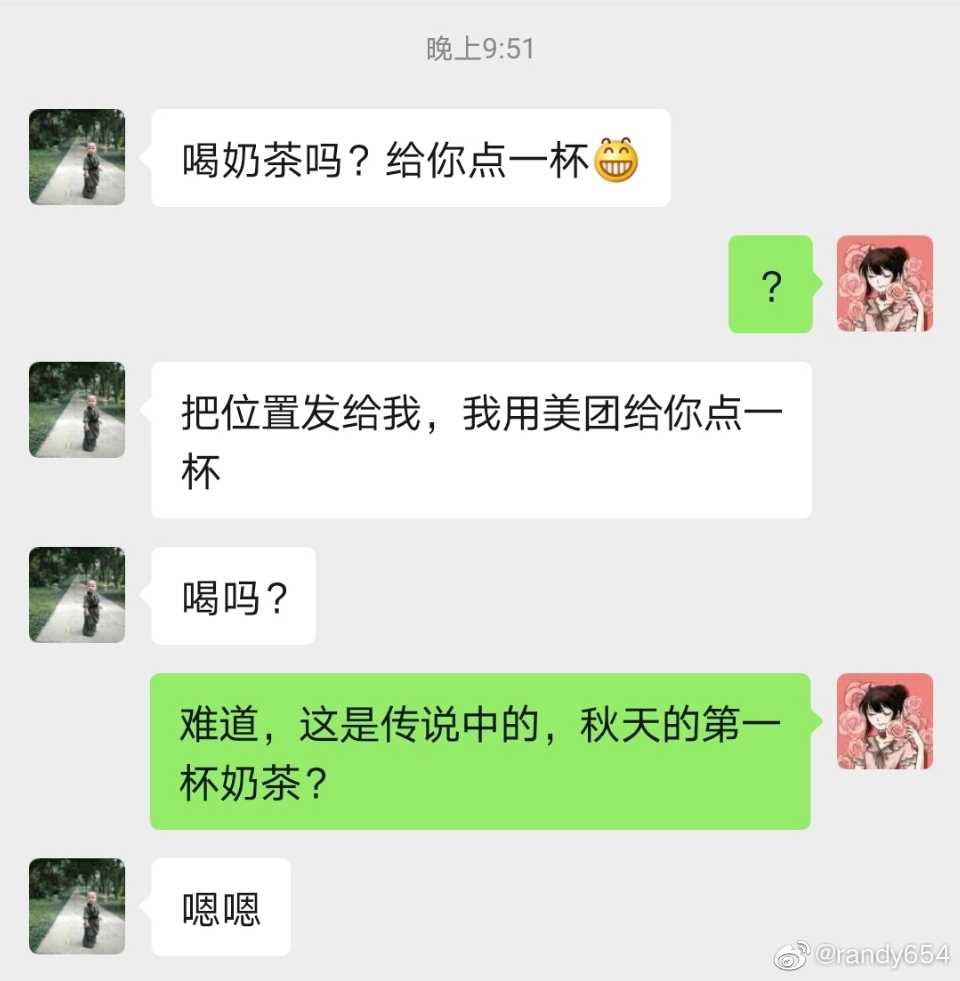 晚上9:51
喝奶茶吗？给你点一杯😁
？
把位置发给我，我用美团给你点一
杯
喝吗？
难道，这是传说中的，秋天的第一
杯奶茶？
嗯嗯
@randy654